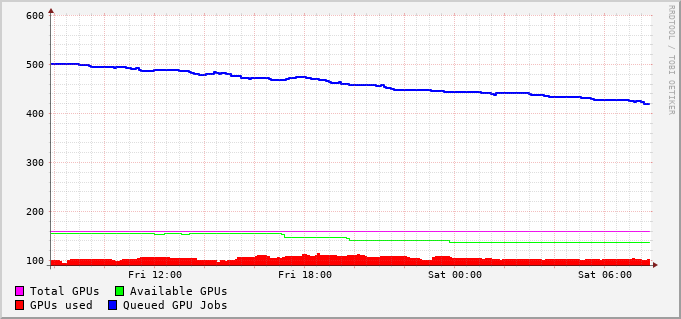 600
500
400
300
200
100
Fri 12:00 Fri 18:00 Sat 00:00 Sat 06:00
Total GPUs Available GPUs
GPUs used Queued GPU Jobs
RRDTOOL / TOBI OETIKER